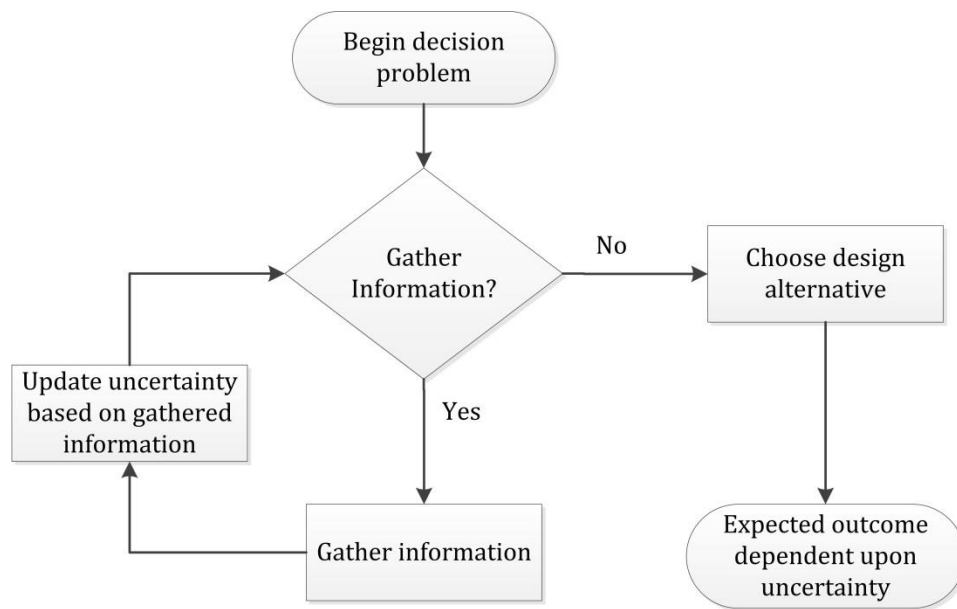 Begin decision
problem
Gather
Information?
No
Choose design
alternative
Update uncertainty
based on gathered
information
Yes
Gather information
Expected outcome
dependent upon
uncertainty